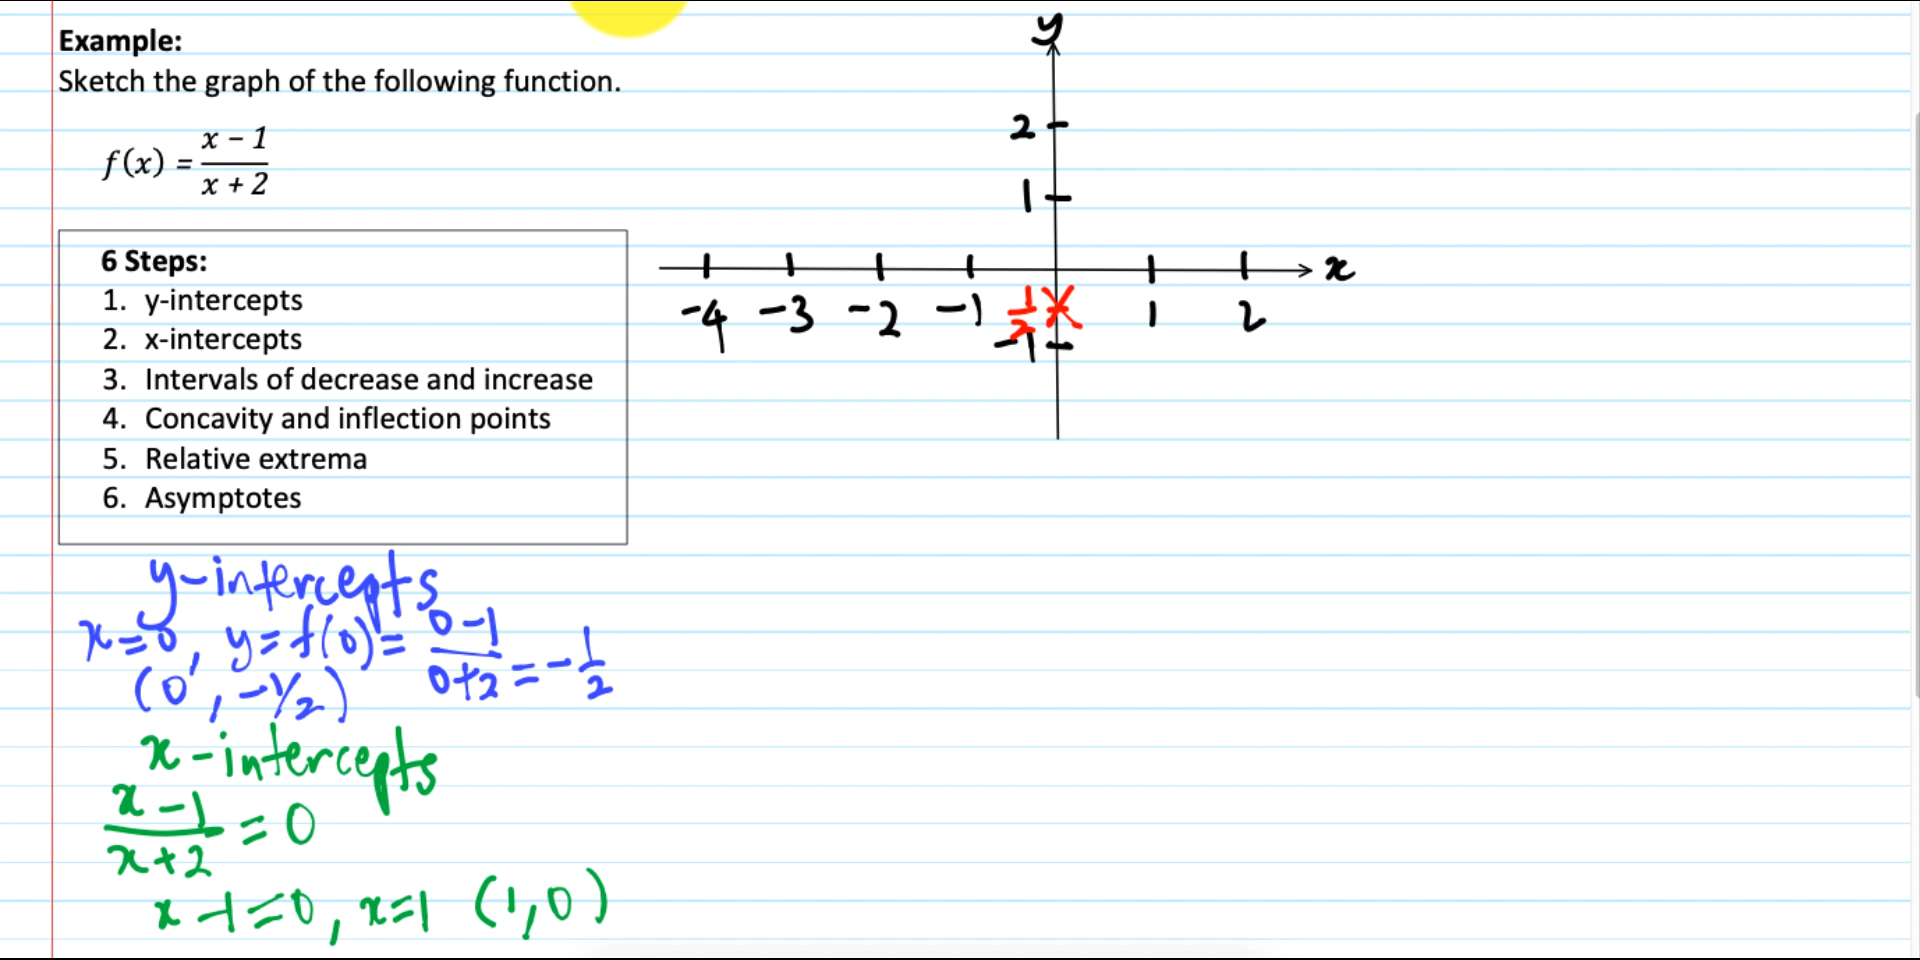 Example:
Sketch the graph of the following function.
f(x) = (x - 1)/(x + 2)
6 Steps:
1. y-intercepts
2. x-intercepts
3. Intervals of decrease and increase
4. Concavity and inflection points
5. Relative extrema
6. Asymptotes
y-intercepts
x=0, y=f(0)= (0-1)/(0+2) = -1/2
(0, -1/2)
x-intercepts
(x-1)/(x+2) = 0
x-1=0, x=1 (1,0)
y
2
1
x
-4 -3 -2 -1 1 2
-1/2
-1